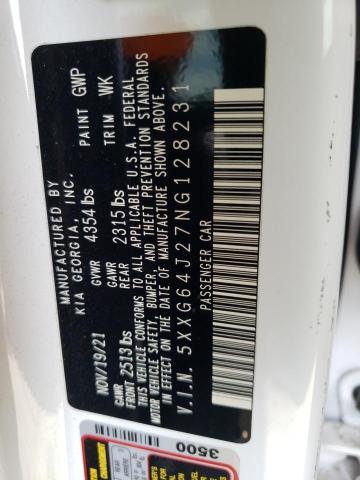 MANUFACTURED BY
KIA GEORGIA, INC.
NOV/19/21 GVWR 4354 lbs PAINT GWP
GAWR FRONT 2513 lbs GAWR REAR 2315 lbs TRIM WK
THIS VEHICLE CONFORMS TO ALL APPLICABLE U.S.A. FEDERAL
MOTOR VEHICLE SAFETY, BUMPER, AND THEFT PREVENTION STANDARDS
IN EFFECT ON THE DATE OF MANUFACTURE SHOWN ABOVE.
V.I.N. 5XXG64J27NG128231
PASSENGER CAR
3500